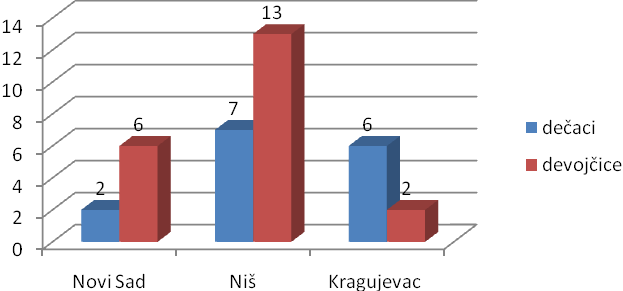 14
12
10
8
6
4
2
0
2
6
7
13
6
2
Novi Sad
Niš
Kragujevac
dečaci
devojčice